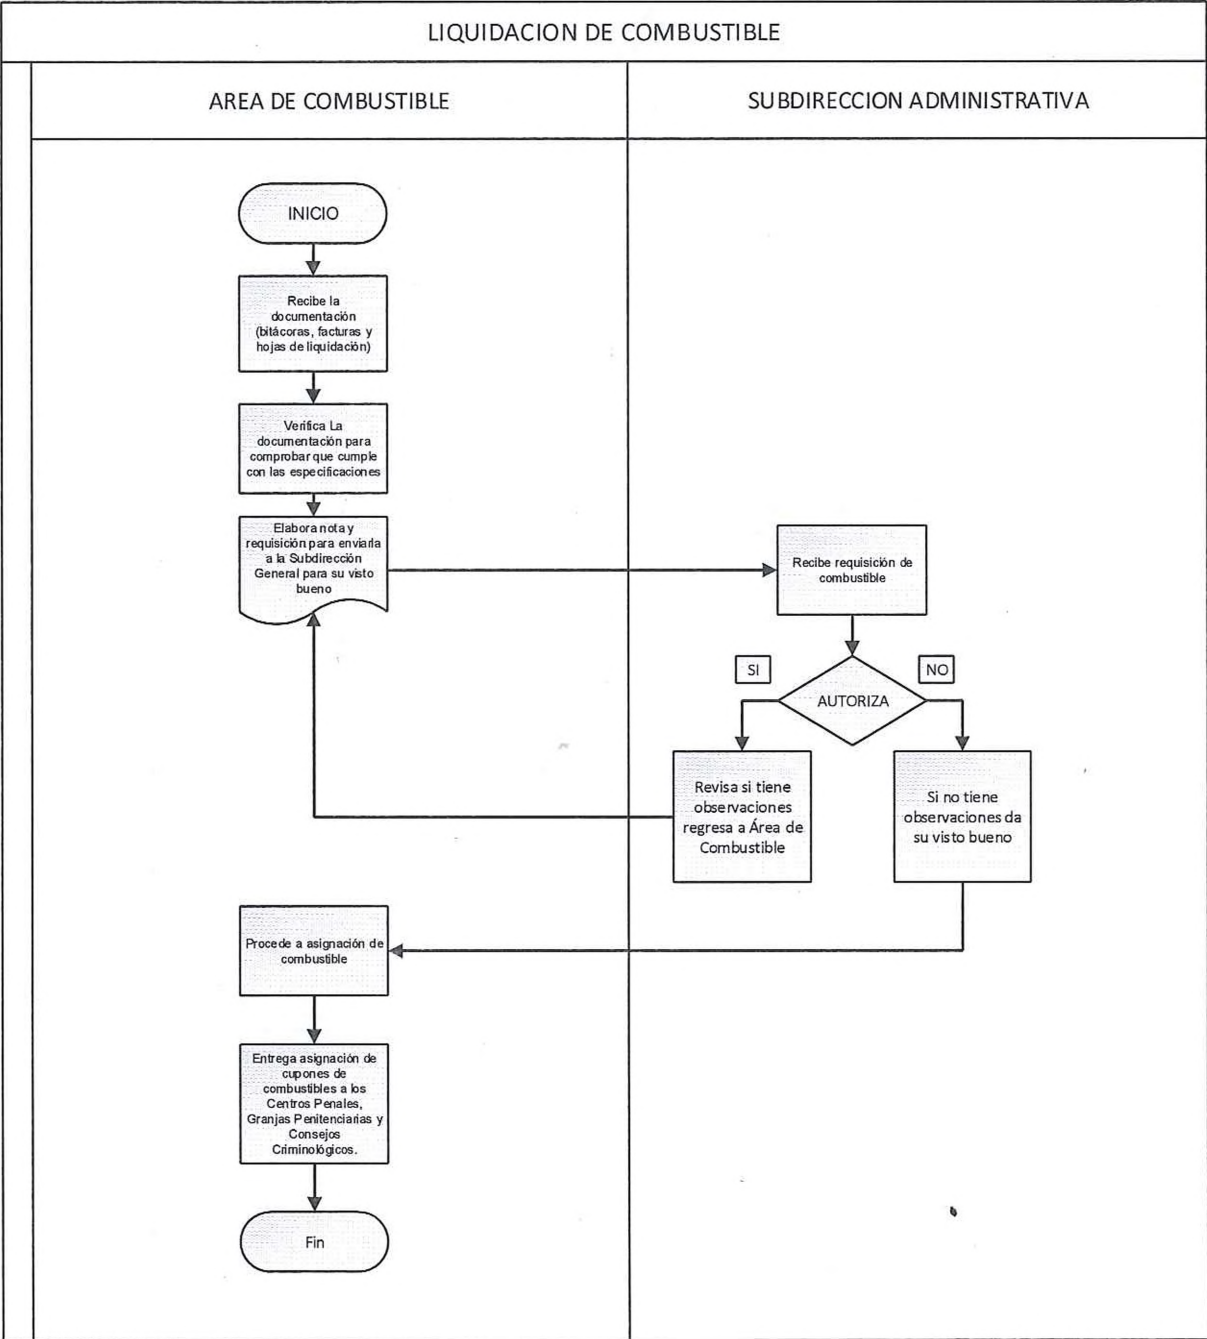 LIQUIDACION DE COMBUSTIBLE
AREA DE COMBUSTIBLE
SUBDIRECCION ADMINISTRATIVA
INICIO
Recibe la
documentación
(bitácoras, facturas y
hojas de liquidación)
Verifica La
documentación para
comprobar que cumple
con las especificaciones
Elabora nota y
requisición para enviarla
a la Subdirección
General para su visto
bueno
Recibe requisición de
combustible
SI
NO
AUTORIZA
Revisa si tiene
observaciones
regresa a Área de
Combustible
Si no tiene
observaciones da
su visto bueno
Procede a asignación de
combustible
Entrega asignación de
cupones de
combustibles a los
Centros Penales,
Granjas Penitenciarias y
Consejos
Criminológicos.
Fin